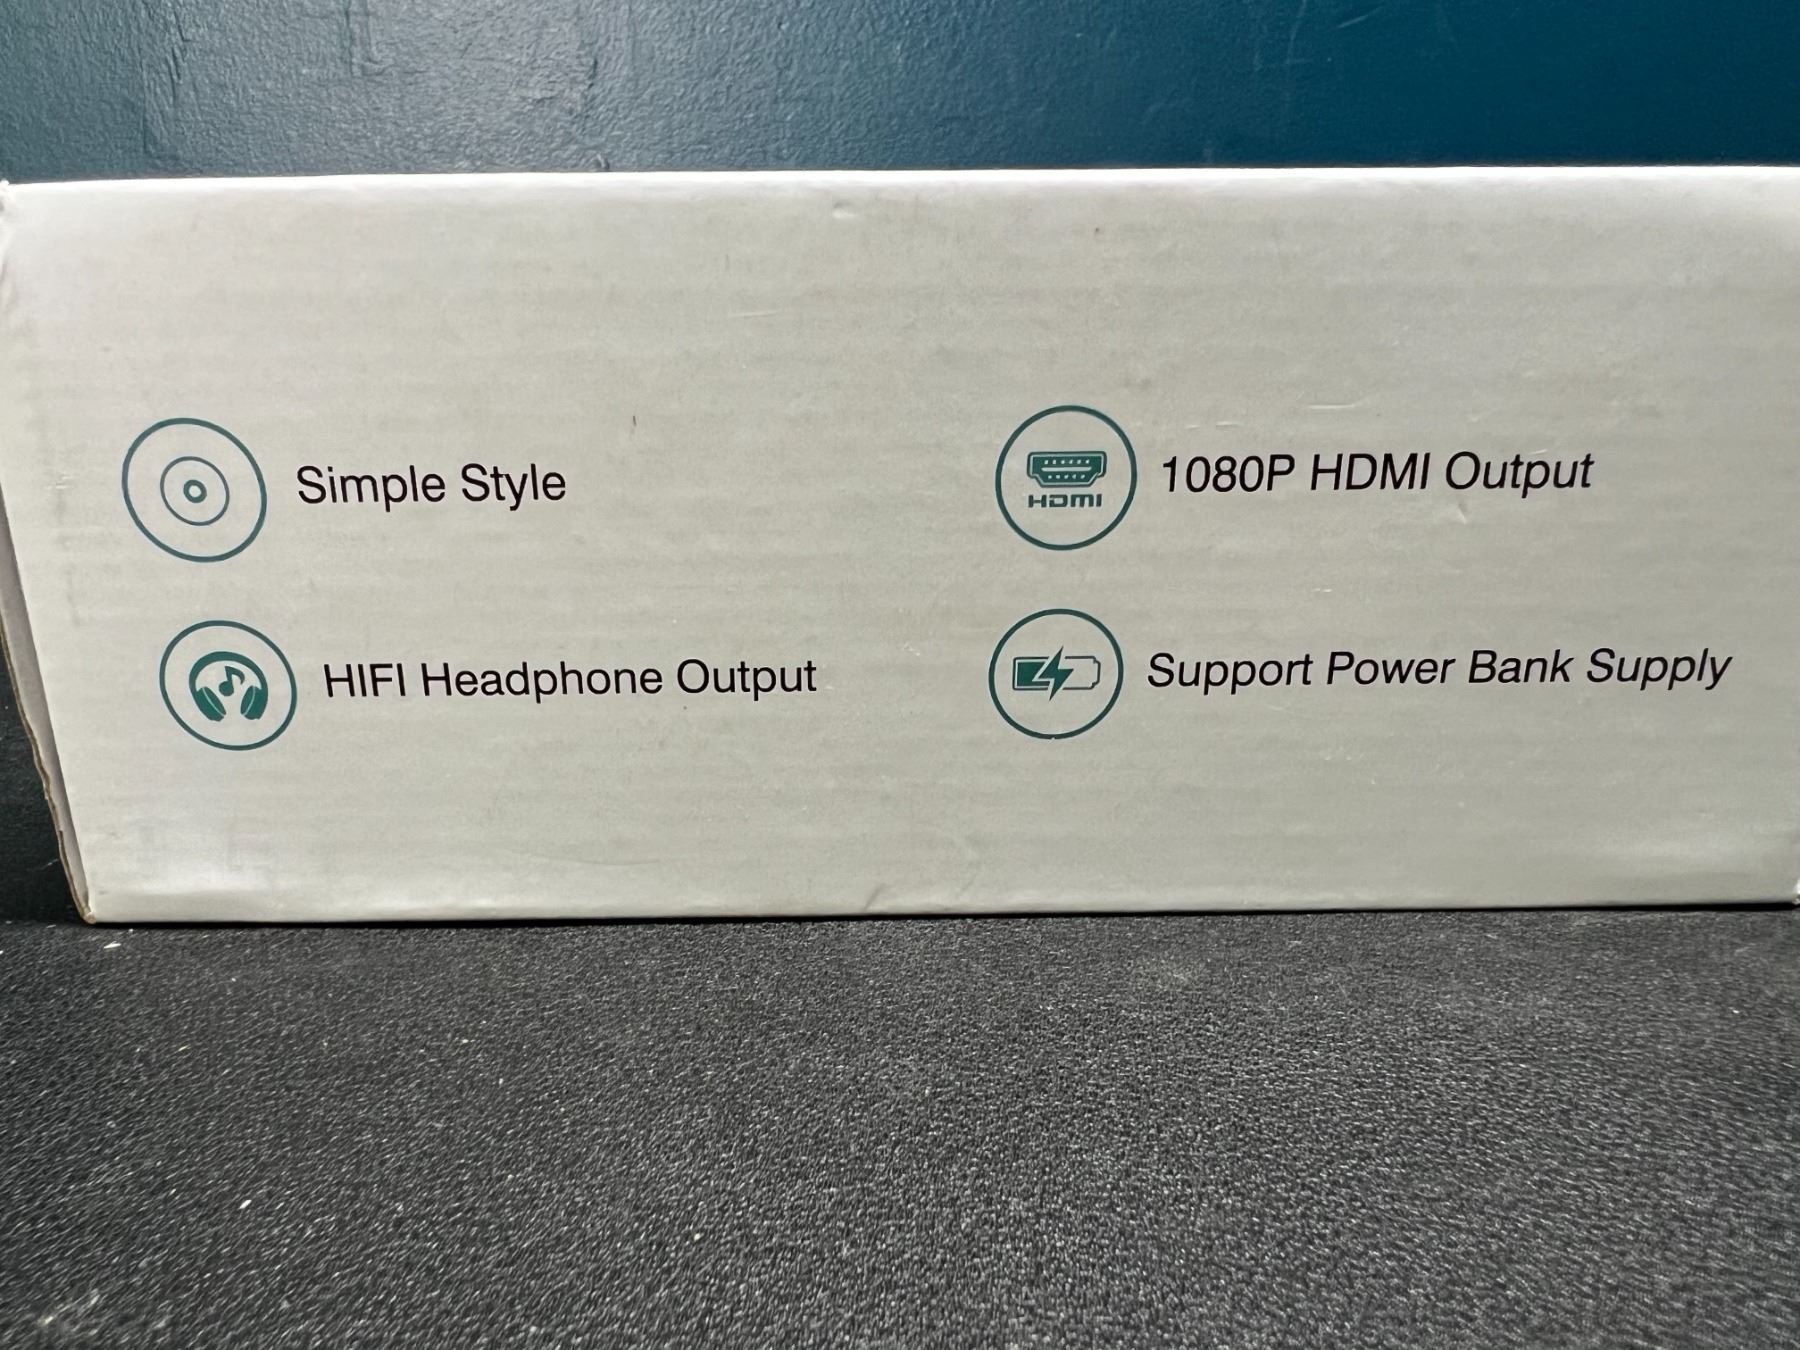 Simple Style
1080P HDMI Output
HDMI
HIFI Headphone Output
Support Power Bank Supply